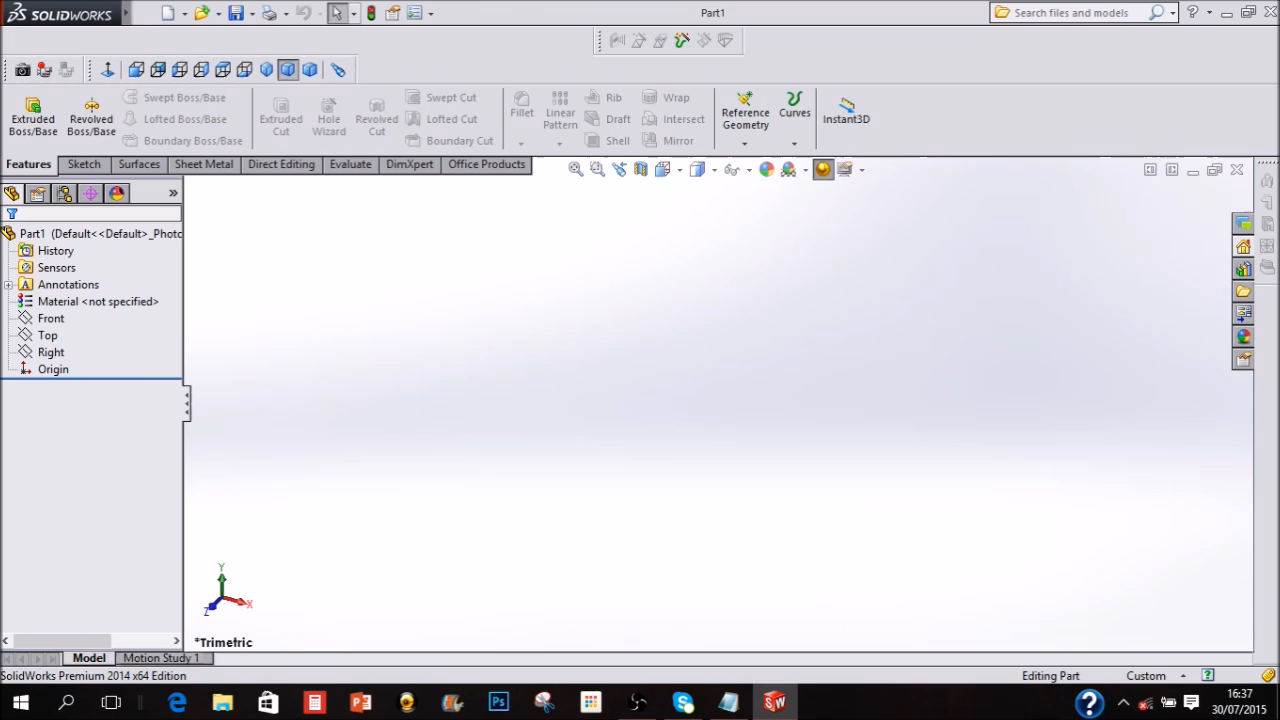 SOLIDWORKS
Part1
Search files and models
Extruded Boss/Base
Revolved Boss/Base
Swept Boss/Base
Lofted Boss/Base
Boundary Boss/Base
Extruded Cut
Hole Wizard
Revolved Cut
Swept Cut
Lofted Cut
Boundary Cut
Fillet
Linear Pattern
Rib
Draft
Shell
Wrap
Intersect
Mirror
Reference Geometry
Curves
Instant3D
Features
Sketch
Surfaces
Sheet Metal
Direct Editing
Evaluate
DimXpert
Office Products
Part1 (Default<<Default>_Photo
History
Sensors
Annotations
Material <not specified>
Front
Top
Right
Origin
Y
Z
X
*Trimetric
Model
Motion Study 1
SolidWorks Premium 2014 x64 Edition
Editing Part
Custom
Ps
SW
16:37
30/07/2015